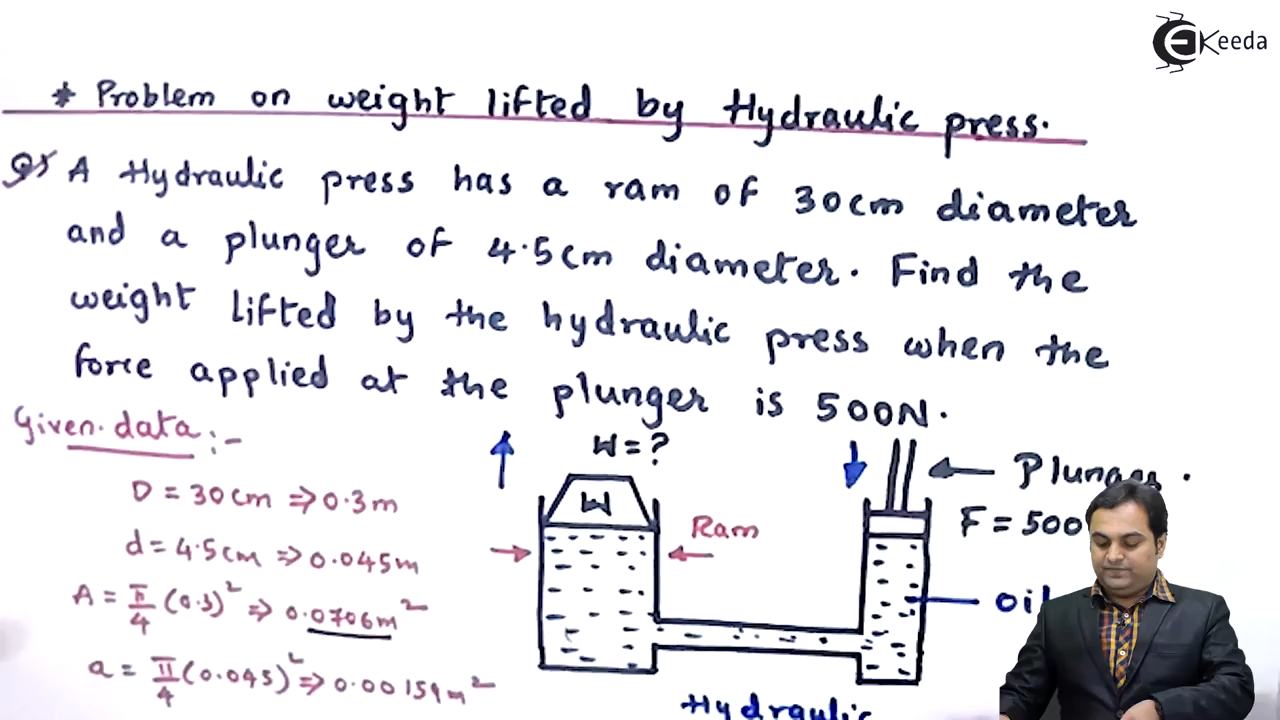 EKeeda
* Problem on weight lifted by Hydraulic press.
Q> A Hydraulic press has a ram of 30cm diameter
and a plunger of 4.5cm diameter. Find the
weight lifted by the hydraulic press when the
force applied at the plunger is 500N.
Given data :-
D = 30cm ⇒ 0.3m
d = 4.5cm ⇒ 0.045m
A = π/4 (0.3)² ⇒ 0.0706m²
a = π/4 (0.045)² ⇒ 0.00159m²
W = ?
W
Ram
Plunger.
F = 500
oil
Hydraulic